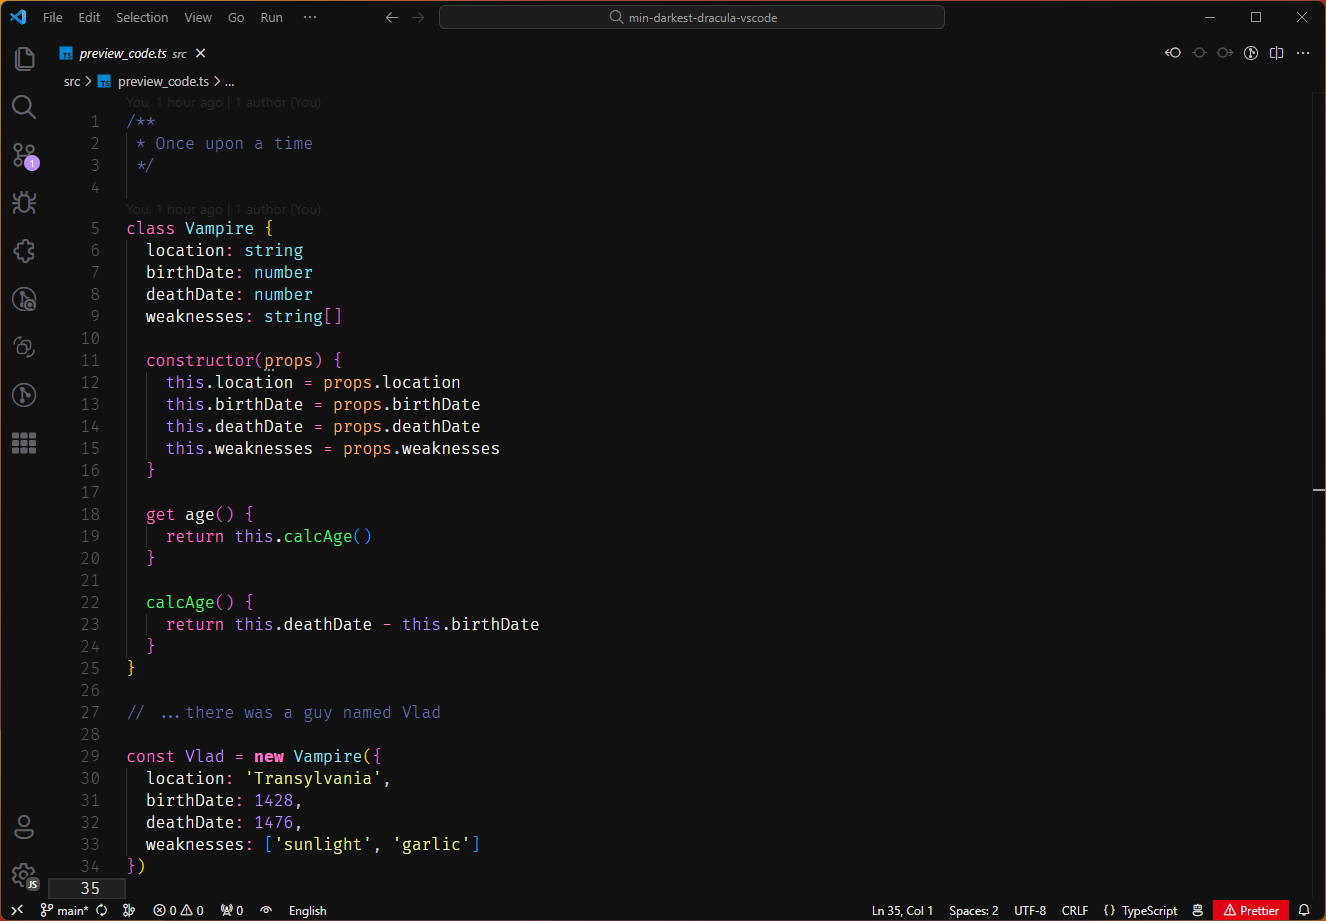 File Edit Selection View Go Run ··· min-darkest-dracula-vscode
TS preview_code.ts src
src > TS preview_code.ts > ...
You, 1 hour ago | 1 author (You)
1 /**
2 * Once upon a time
3 */
4
You, 1 hour ago | 1 author (You)
5 class Vampire {
6 location: string
7 birthDate: number
8 deathDate: number
9 weaknesses: string[]
10
11 constructor(props) {
12 this.location = props.location
13 this.birthDate = props.birthDate
14 this.deathDate = props.deathDate
15 this.weaknesses = props.weaknesses
16 }
17
18 get age() {
19 return this.calcAge()
20 }
21
22 calcAge() {
23 return this.deathDate - this.birthDate
24 }
25 }
26
27 // ...there was a guy named Vlad
28
29 const Vlad = new Vampire({
30 location: 'Transylvania',
31 birthDate: 1428,
32 deathDate: 1476,
33 weaknesses: ['sunlight', 'garlic']
34 })
35
1
JS
main* 0 0 0 English Ln 35, Col 1 Spaces: 2 UTF-8 CRLF { } TypeScript Prettier